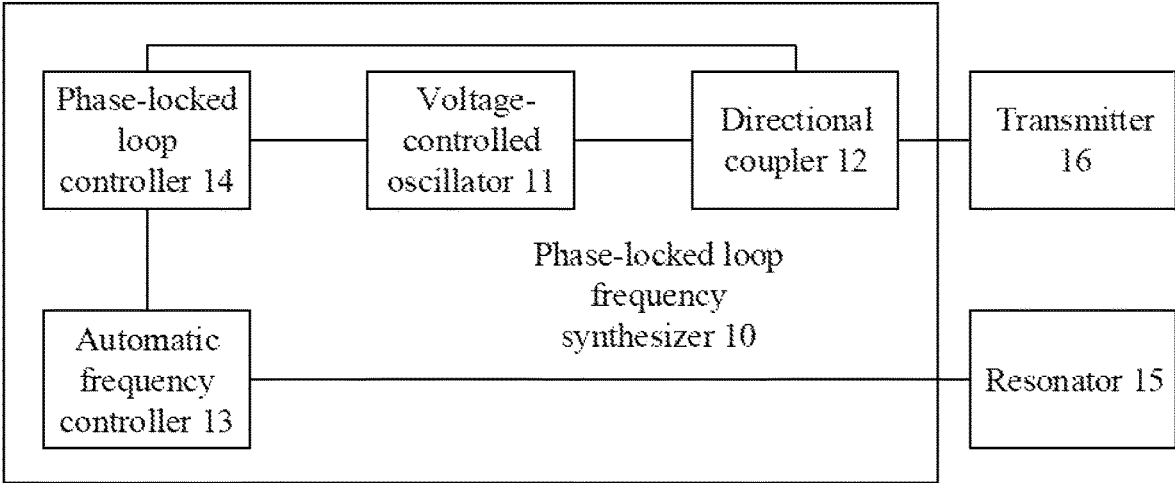 Phase-locked
loop
controller 14
Voltage-
controlled
oscillator 11
Directional
coupler 12
Transmitter
16
Phase-locked loop
frequency
synthesizer 10
Automatic
frequency
controller 13
Resonator 15